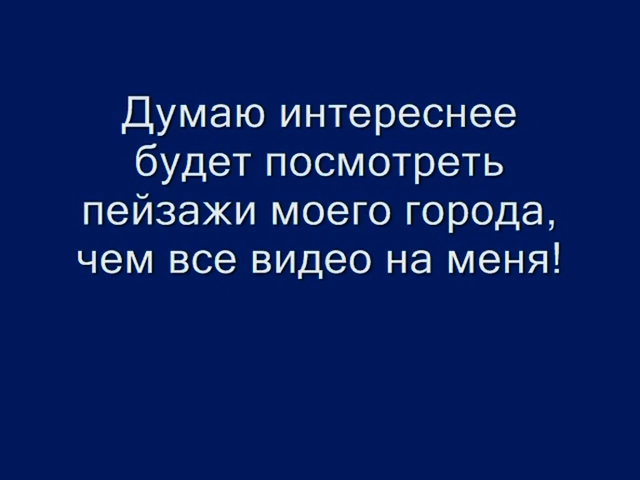 Думаю интереснее
будет посмотреть
пейзажи моего города,
чем все видео на меня!